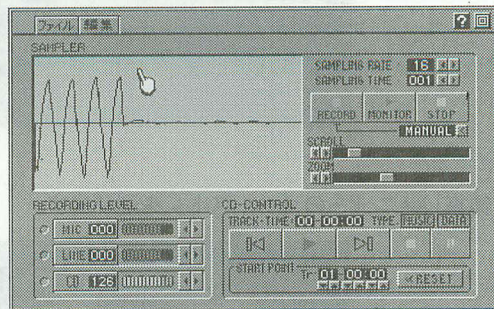 ファイル 編集 ?
SAMPLER
SAMPLING RATE 16
SAMPLING TIME 001
RECORD MONITOR STOP
MANUAL
SCROLL
ZOOM
RECORDING LEVEL
MIC 000
LINE 000
CD 126
CD-CONTROL
TRACK-TIME 00-00:00 TYPE MUSIC DATA
START POINT
Tr 01-00:00 RESET